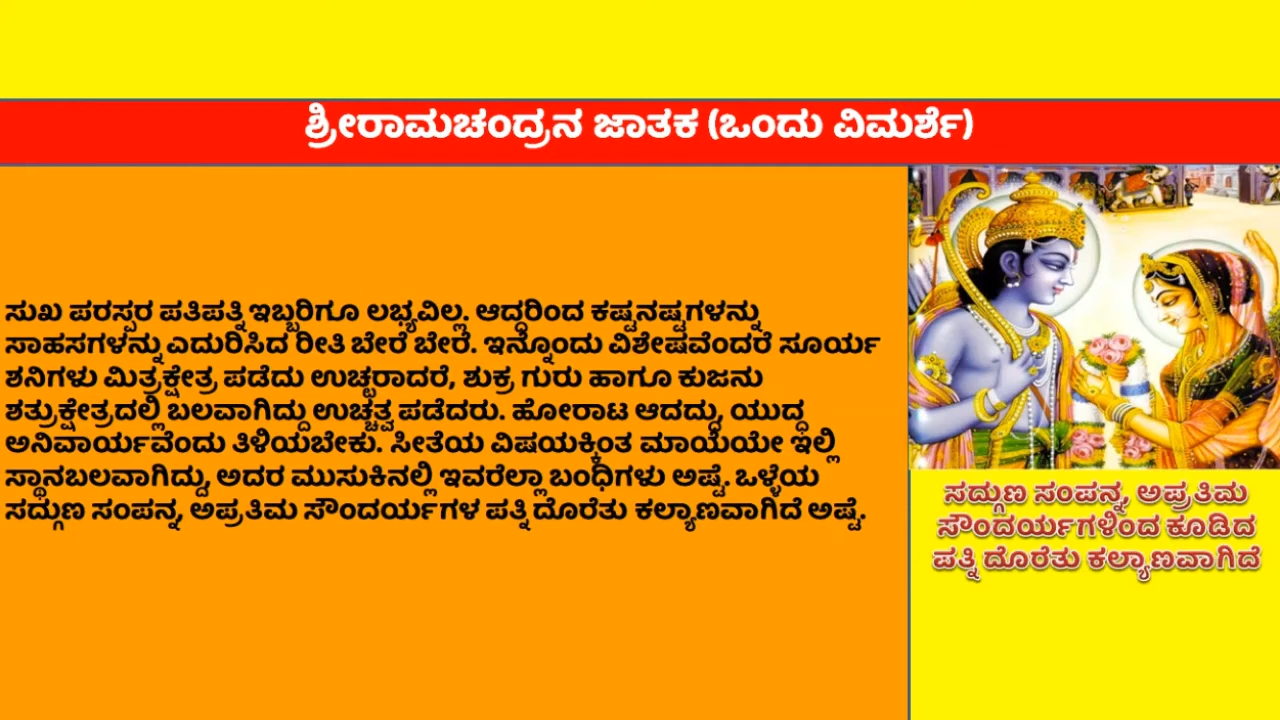 ಶ್ರೀರಾಮಚಂದ್ರನ ಜಾತಕ (ಒಂದು ವಿಮರ್ಶೆ)
ಸುಖ ಪರಸ್ಪರ ಪತಿಪತ್ನಿ ಇಬ್ಬರಿಗೂ ಲಭ್ಯವಿಲ್ಲ. ಆದ್ಧರಿಂದ ಕಷ್ಟನಷ್ಟಗಳನ್ನು
ಸಾಹಸಗಳನ್ನು ಎದುರಿಸಿದ ರೀತಿ ಬೇರೆ ಬೇರೆ. ಇನ್ನೊಂದು ವಿಶೇಷವೆಂದರೆ ಸೂರ್ಯ
ಶನಿಗಳು ಮಿತ್ರಕ್ಷೇತ್ರ ಪಡೆದು ಉಚ್ಛರಾದರೆ, ಶುಕ್ರ ಗುರು ಹಾಗೂ ಕುಜನು
ಶತ್ರುಕ್ಷೇತ್ರದಲ್ಲಿ ಬಲವಾಗಿದ್ದು ಉಚ್ಛತ್ವ ಪಡೆದರು. ಹೋರಾಟ ಆದದ್ದು, ಯುದ್ಧ
ಅನಿವಾರ್ಯವೆಂದು ತಿಳಿಯಬೇಕು. ಸೀತೆಯ ವಿಷಯಕ್ಕಿಂತ ಮಾಯೆಯೇ ಇಲ್ಲಿ
ಸ್ಥಾನಬಲವಾಗಿದ್ದು, ಅದರ ಮುಸುಕಿನಲ್ಲಿ ಇವರೆಲ್ಲಾ ಬಂಧಿಗಳು ಅಷ್ಟೆ. ಒಳ್ಳೆಯ
ಸದ್ಗುಣ ಸಂಪನ್ನ, ಅಪ್ರತಿಮ ಸೌಂದರ್ಯಗಳ ಪತ್ನಿ ದೊರೆತು ಕಲ್ಯಾಣವಾಗಿದೆ ಅಷ್ಟೆ.
ಸದ್ಗುಣ ಸಂಪನ್ನ, ಅಪ್ರತಿಮ
ಸೌಂದರ್ಯಗಳಿಂದ ಕೂಡಿದ
ಪತ್ನಿ ದೊರೆತು ಕಲ್ಯಾಣವಾಗಿದೆ